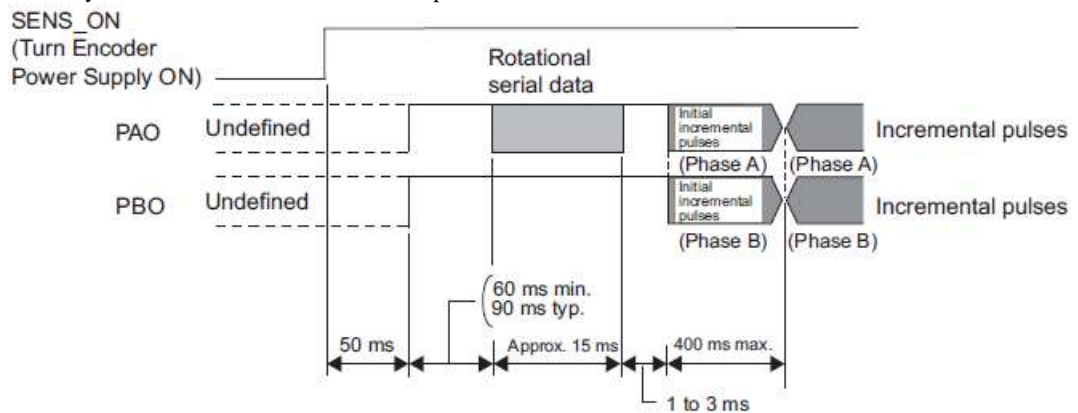 SENS_ON
(Turn Encoder
Power Supply ON)
Rotational
serial data
PAO
Undefined
Initial
incremental
pulses
Incremental pulses
(Phase A)
(Phase A)
PBO
Undefined
Initial
incremental
pulses
Incremental pulses
(Phase B)
(Phase B)
60 ms min.
90 ms typ.
50 ms
Approx. 15 ms
400 ms max.
1 to 3 ms